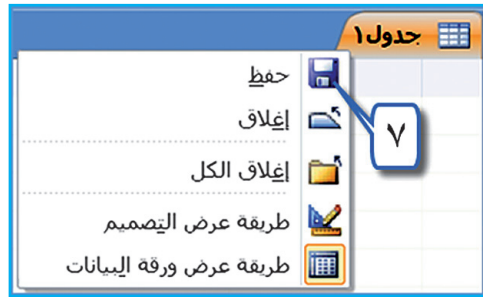 جدول١
حفظ
إغلاق
٧
إغلاق الكل
طريقة عرض التصميم
طريقة عرض ورقة البيانات